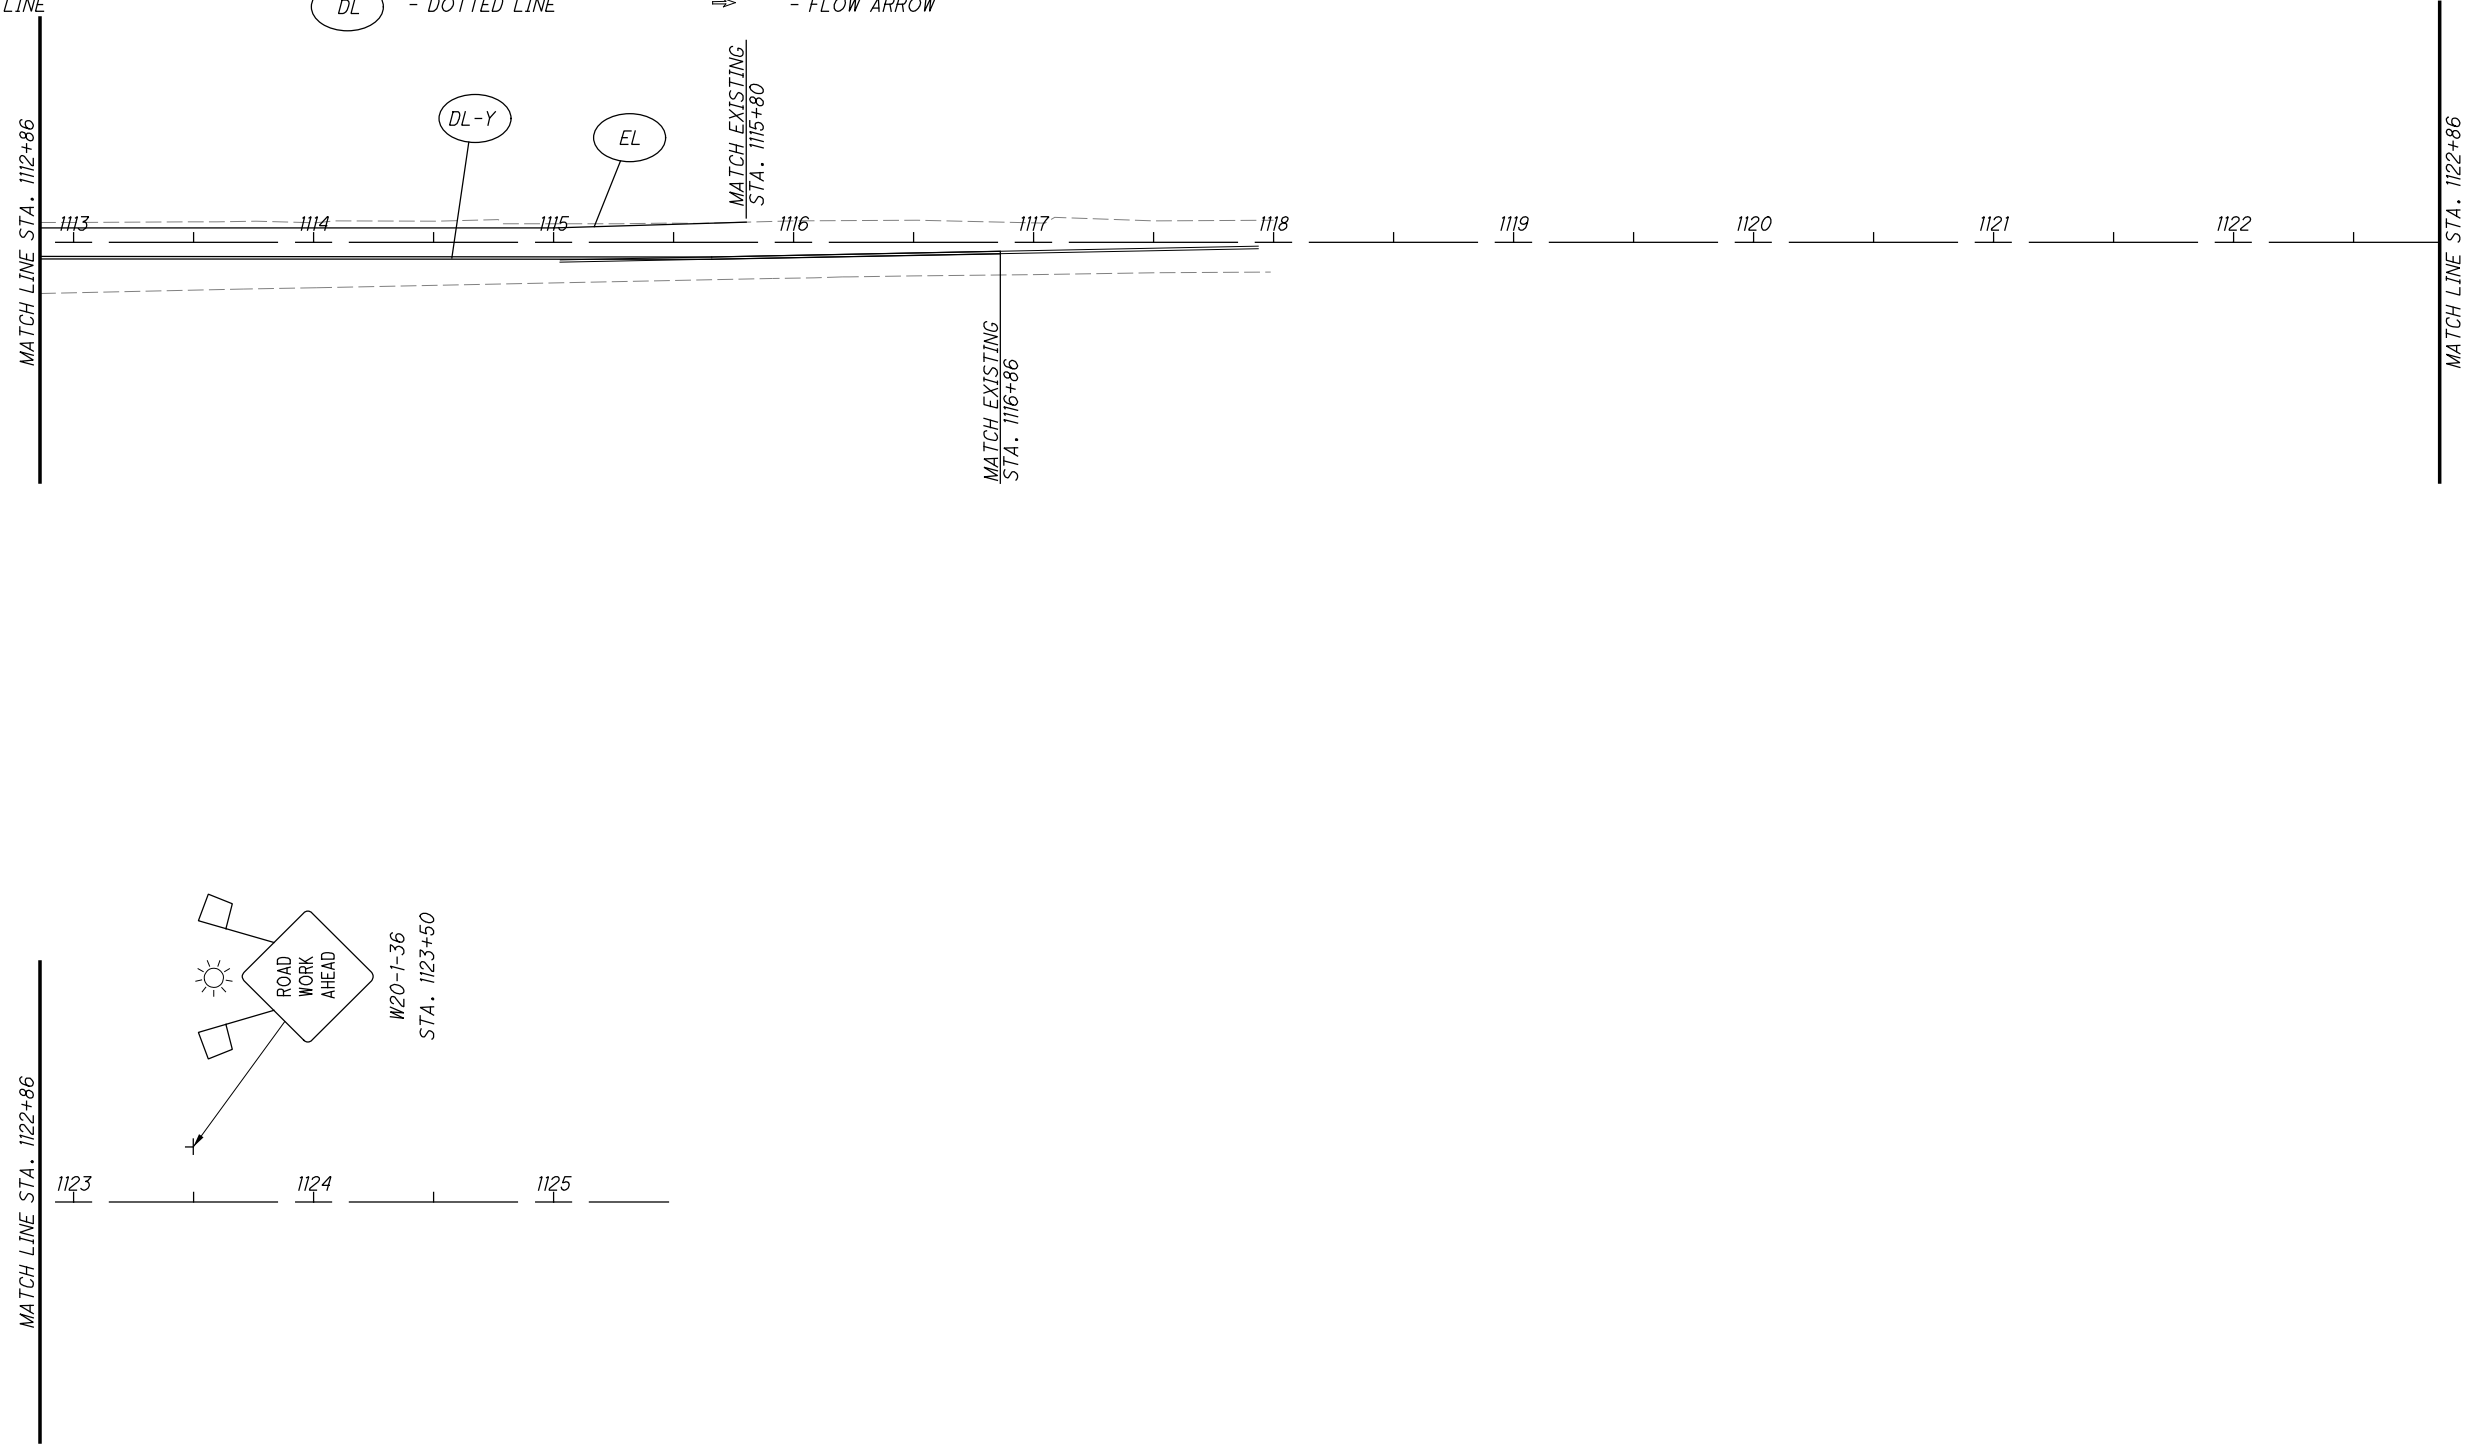 LINE
DL - DOTTED LINE
- FLOW ARROW
MATCH LINE STA. 1112+86
DL-Y
EL
MATCH EXISTING
STA. 1115+80
MATCH LINE STA. 1122+86
1113 1114 1115 1116 1117 1118 1119 1120 1121 1122
MATCH EXISTING
STA. 1116+86
ROAD
WORK
AHEAD
W20-1-36
STA. 1123+50
MATCH LINE STA. 1122+86
1123 1124 1125